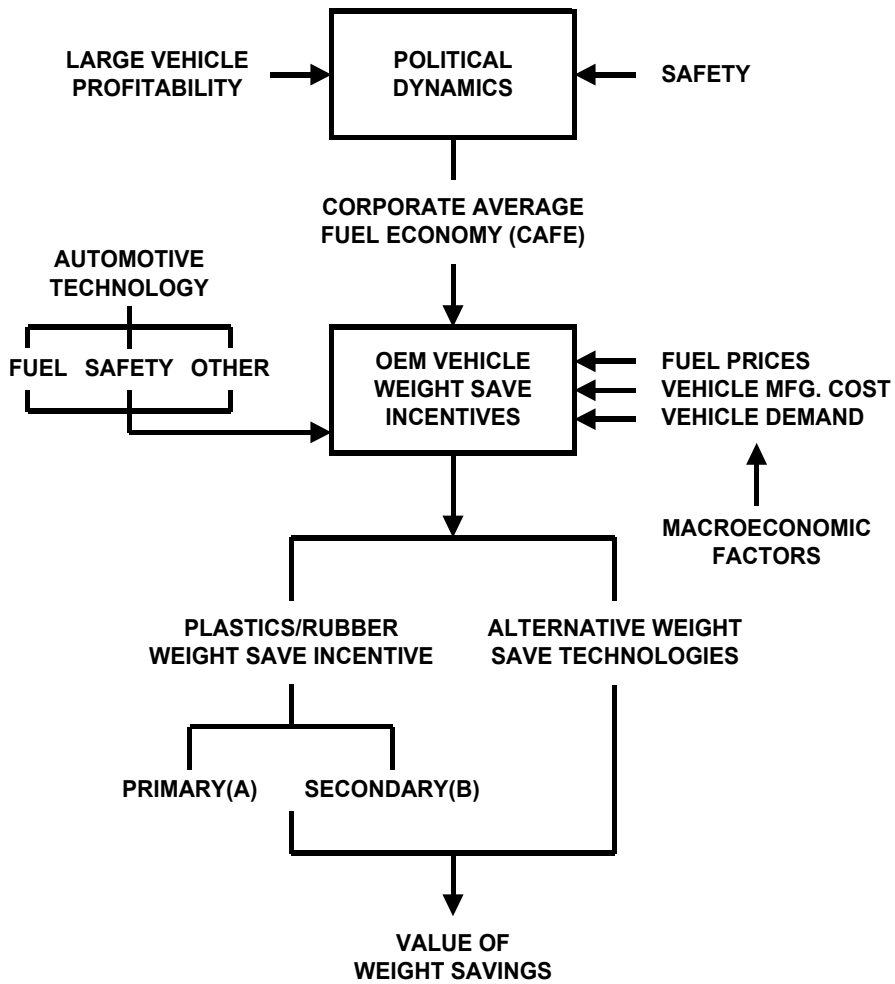 LARGE VEHICLE
PROFITABILITY
POLITICAL
DYNAMICS
SAFETY
CORPORATE AVERAGE
FUEL ECONOMY (CAFE)
AUTOMOTIVE
TECHNOLOGY
FUEL SAFETY OTHER
OEM VEHICLE
WEIGHT SAVE
INCENTIVES
FUEL PRICES
VEHICLE MFG. COST
VEHICLE DEMAND
MACROECONOMIC
FACTORS
PLASTICS/RUBBER
WEIGHT SAVE INCENTIVE
ALTERNATIVE WEIGHT
SAVE TECHNOLOGIES
PRIMARY(A) SECONDARY(B)
VALUE OF
WEIGHT SAVINGS